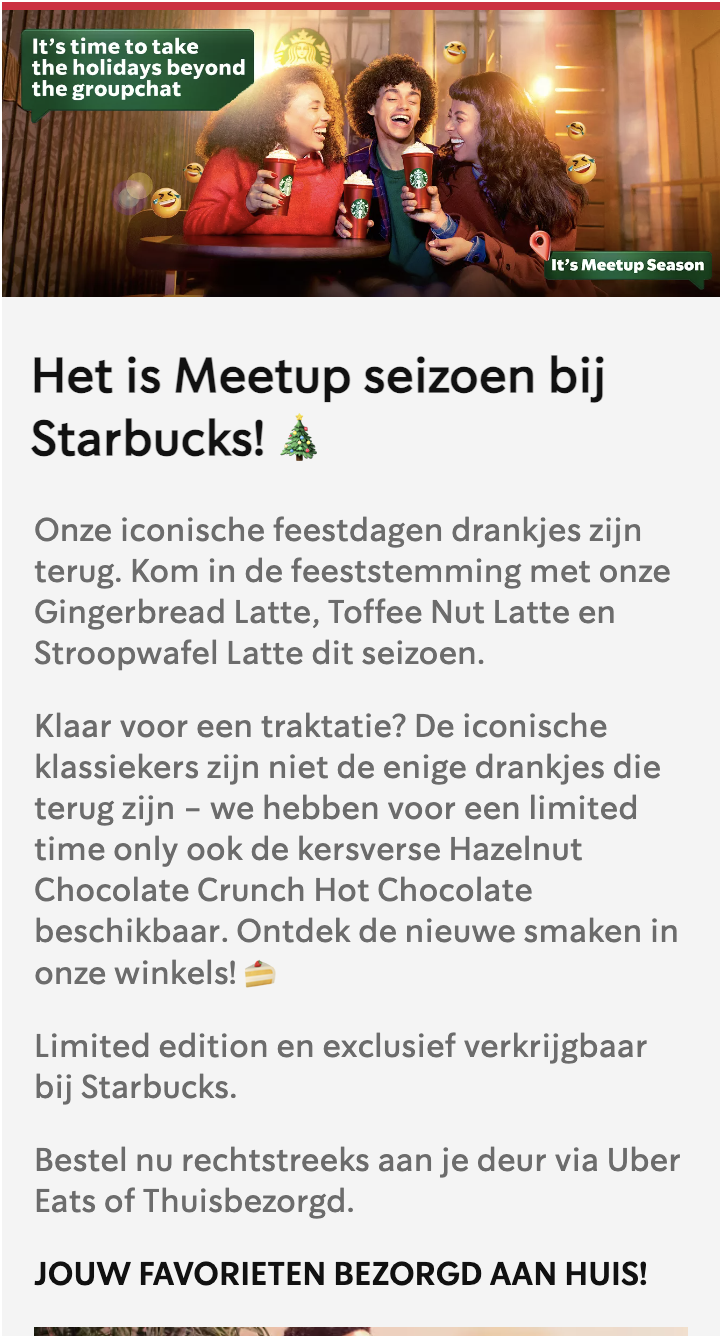 It's time to take
the holidays beyond
the groupchat
It's Meetup Season
Het is Meetup seizoen bij
Starbucks! 🎄
Onze iconische feestdagen drankjes zijn
terug. Kom in de feeststemming met onze
Gingerbread Latte, Toffee Nut Latte en
Stroopwafel Latte dit seizoen.
Klaar voor een traktatie? De iconische
klassiekers zijn niet de enige drankjes die
terug zijn – we hebben voor een limited
time only ook de kersverse Hazelnut
Chocolate Crunch Hot Chocolate
beschikbaar. Ontdek de nieuwe smaken in
onze winkels! 🍰
Limited edition en exclusief verkrijgbaar
bij Starbucks.
Bestel nu rechtstreeks aan je deur via Uber
Eats of Thuisbezorgd.
JOUW FAVORIETEN BEZORGD AAN HUIS!